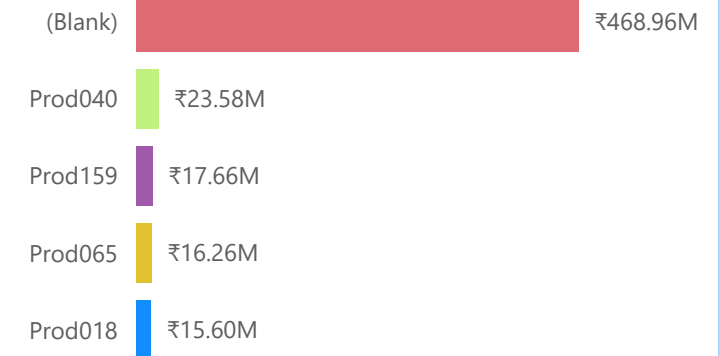 (Blank) ₹468.96M
Prod040 ₹23.58M
Prod159 ₹17.66M
Prod065 ₹16.26M
Prod018 ₹15.60M